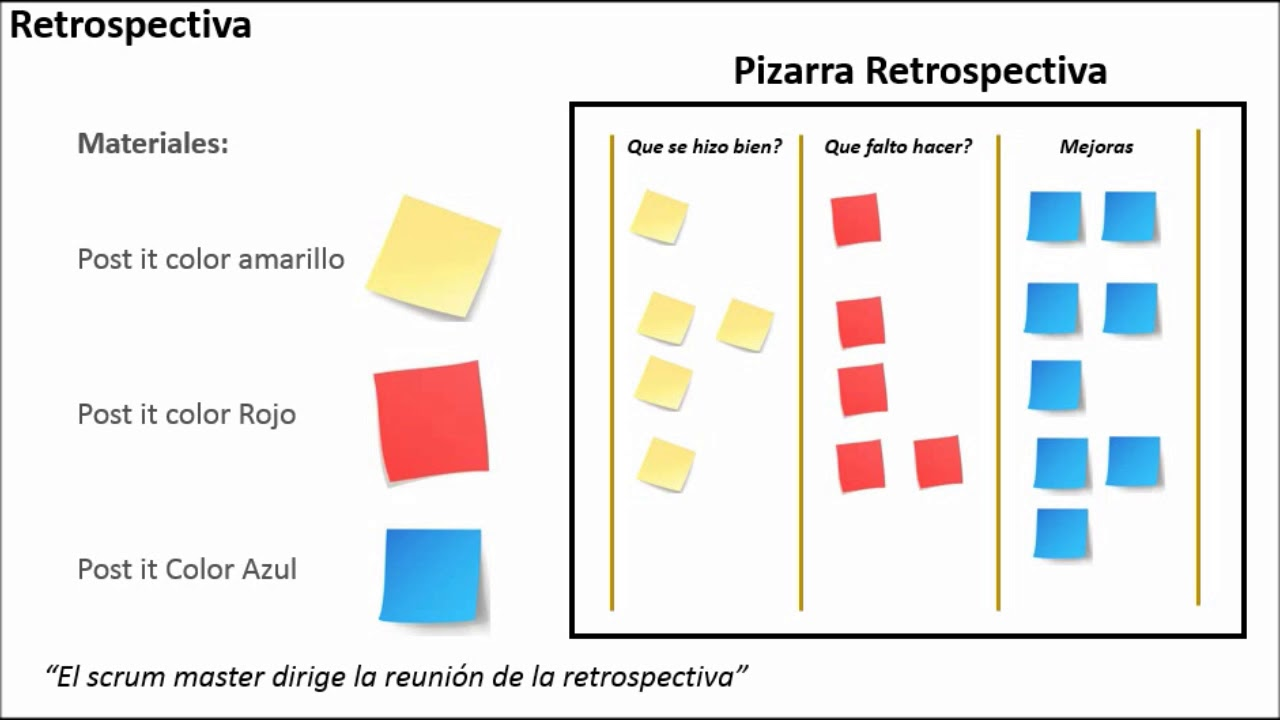 Retrospectiva
Pizarra Retrospectiva
Materiales:
Post it color amarillo
Post it color Rojo
Post it Color Azul
Que se hizo bien?
Que falto hacer?
Mejoras
“El scrum master dirige la reunión de la retrospectiva”